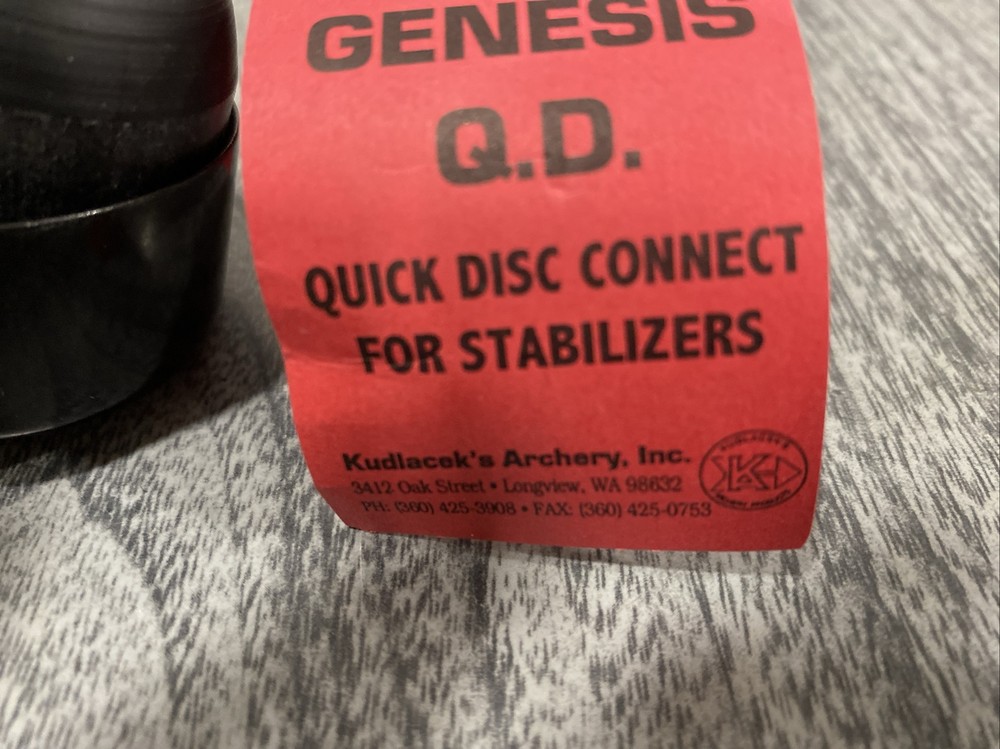 GENESIS
Q.D.
QUICK DISC CONNECT
FOR STABILIZERS
Kudlacek's Archery, Inc.
3412 Oak Street • Longview, WA 98632
PH: (360) 425-3908 • FAX: (360) 425-0753
KUDLACEK'S